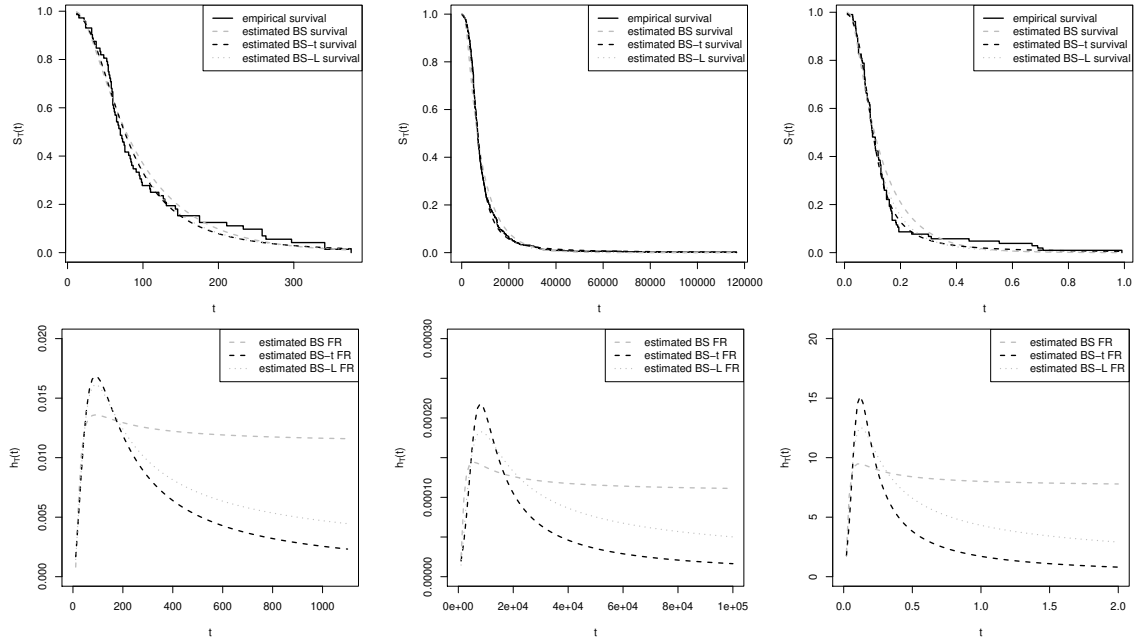 empirical survival
estimated BS survival
estimated BS−t survival
estimated BS−L survival
S_T(t)
1.0
0.8
0.6
0.4
0.2
0.0
0 100 200 300
t
empirical survival
estimated BS survival
estimated BS−t survival
estimated BS−L survival
S_T(t)
1.0
0.8
0.6
0.4
0.2
0.0
0 20000 40000 60000 80000 100000 120000
t
empirical survival
estimated BS survival
estimated BS−t survival
estimated BS−L survival
S_T(t)
1.0
0.8
0.6
0.4
0.2
0.0
0.0 0.2 0.4 0.6 0.8 1.0
t
estimated BS FR
estimated BS−t FR
estimated BS−L FR
h_T(t)
0.020
0.015
0.010
0.005
0.000
0 200 400 600 800 1000
t
estimated BS FR
estimated BS−t FR
estimated BS−L FR
h_T(t)
0.00030
0.00020
0.00010
0.00000
0e+00 2e+04 4e+04 6e+04 8e+04 1e+05
t
estimated BS FR
estimated BS−t FR
estimated BS−L FR
h_T(t)
20
15
10
5
0
0.0 0.5 1.0 1.5 2.0
t